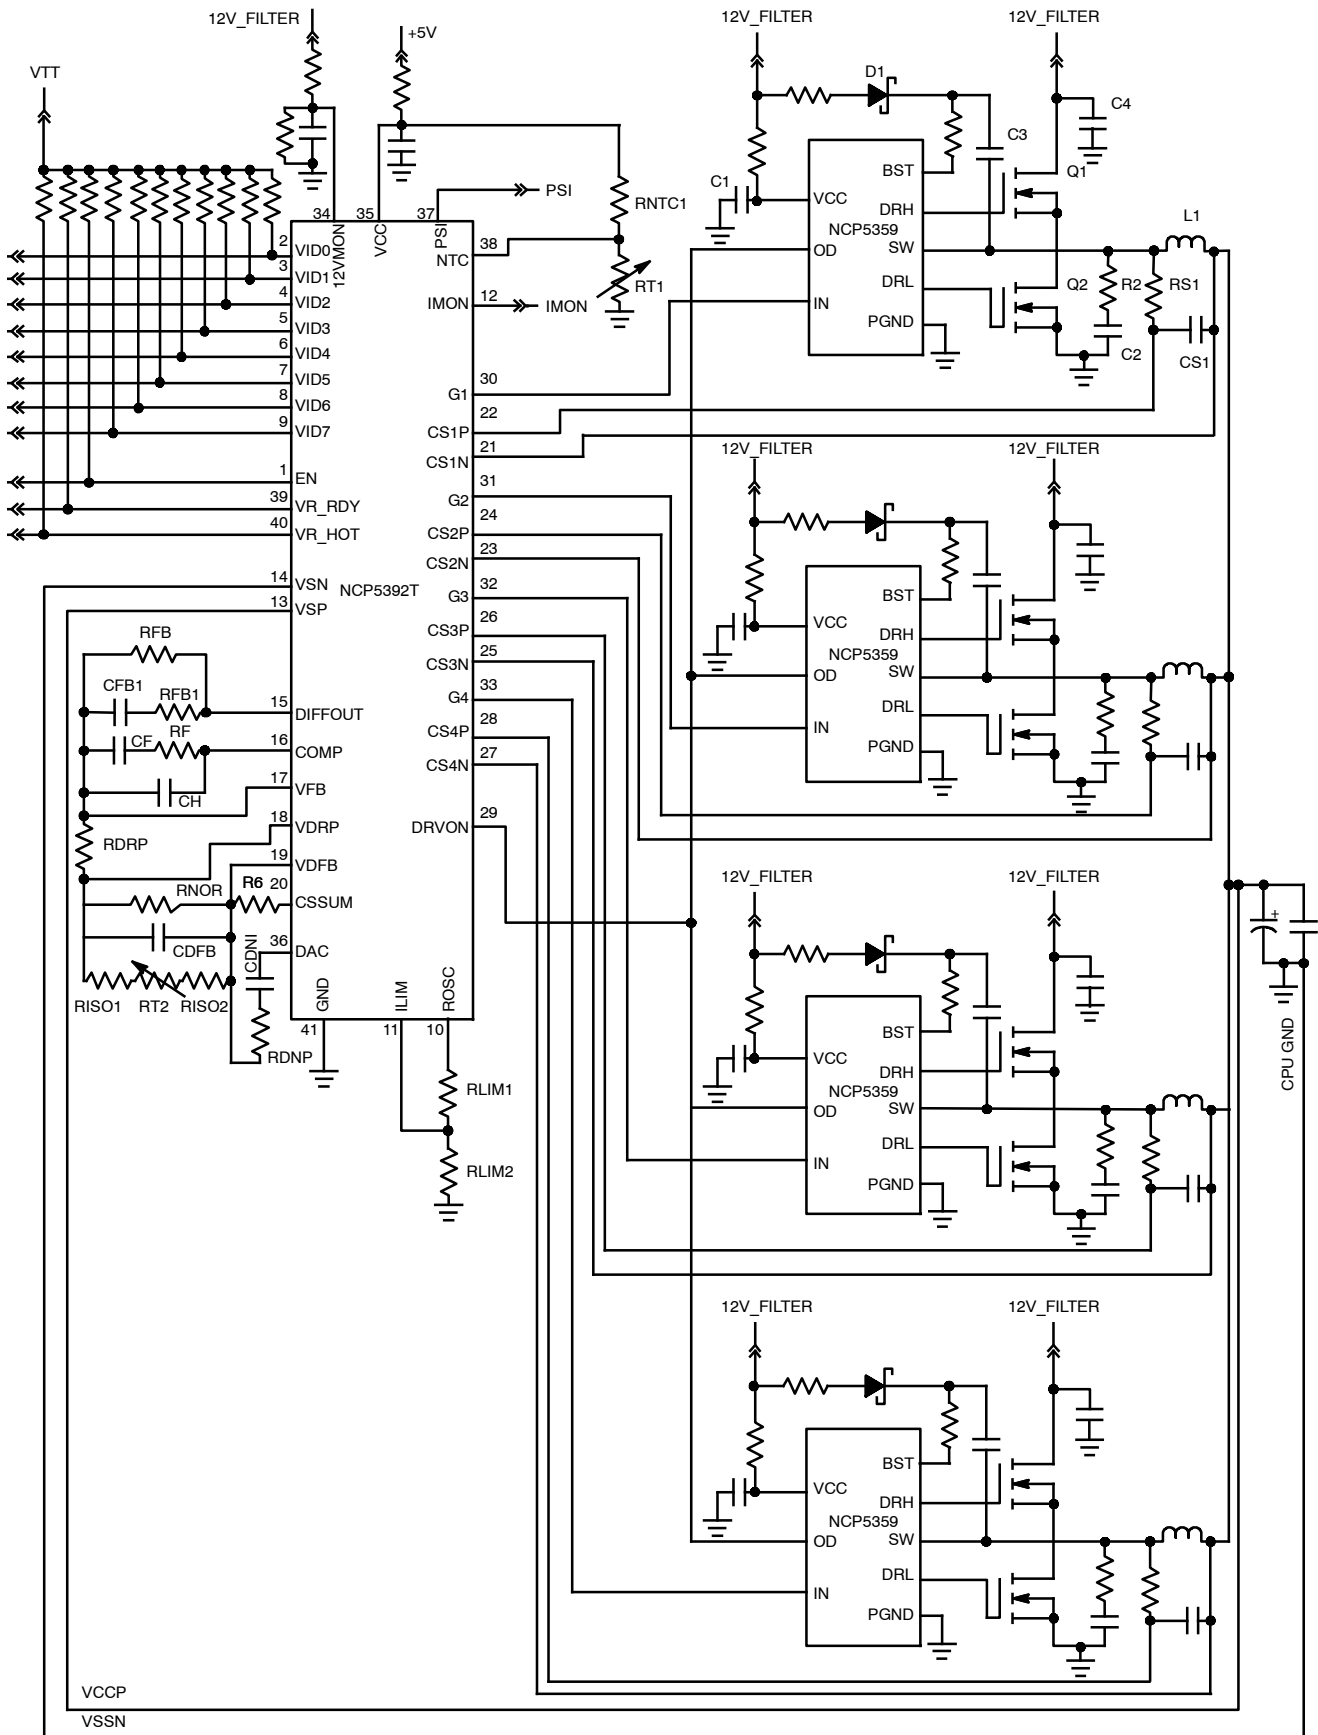 12V_FILTER
+5V
VTT
12V_FILTER
12V_FILTER
D1
C4
C3
C1
BST
Q1
VCC
DRH
NCP5359
L1
OD
SW
DRL
Q2
R2
RS1
IN
PGND
C2
CS1
PSI
RNTC1
RT1
IMON
34
35
37
12VMON
VCC
PSI
2
VID0
3
VID1
4
VID2
5
VID3
6
VID4
7
VID5
8
VID6
9
VID7
1
EN
39
VR_RDY
40
VR_HOT
14
VSN
NCP5392T
13
VSP
RFB
CFB1
RFB1
15
DIFFOUT
CF
RF
16
COMP
CH
17
VFB
RDRP
18
VDRP
19
VDFB
RNOR
R6
20
CSSUM
CDFB
36
DAC
CDNI
RISO1
RT2
RISO2
RDNP
GND
ILIM
ROSC
41
11
10
RLIM1
RLIM2
38
NTC
12
IMON
30
G1
22
CS1P
21
CS1N
31
G2
24
CS2P
23
CS2N
32
G3
26
CS3P
25
CS3N
33
G4
28
CS4P
27
CS4N
29
DRVON
12V_FILTER
12V_FILTER
BST
VCC
DRH
NCP5359
OD
SW
DRL
IN
PGND
12V_FILTER
12V_FILTER
BST
VCC
DRH
NCP5359
OD
SW
DRL
IN
PGND
CPU GND
12V_FILTER
12V_FILTER
BST
VCC
DRH
NCP5359
OD
SW
DRL
IN
PGND
+
VCCP
VSSN